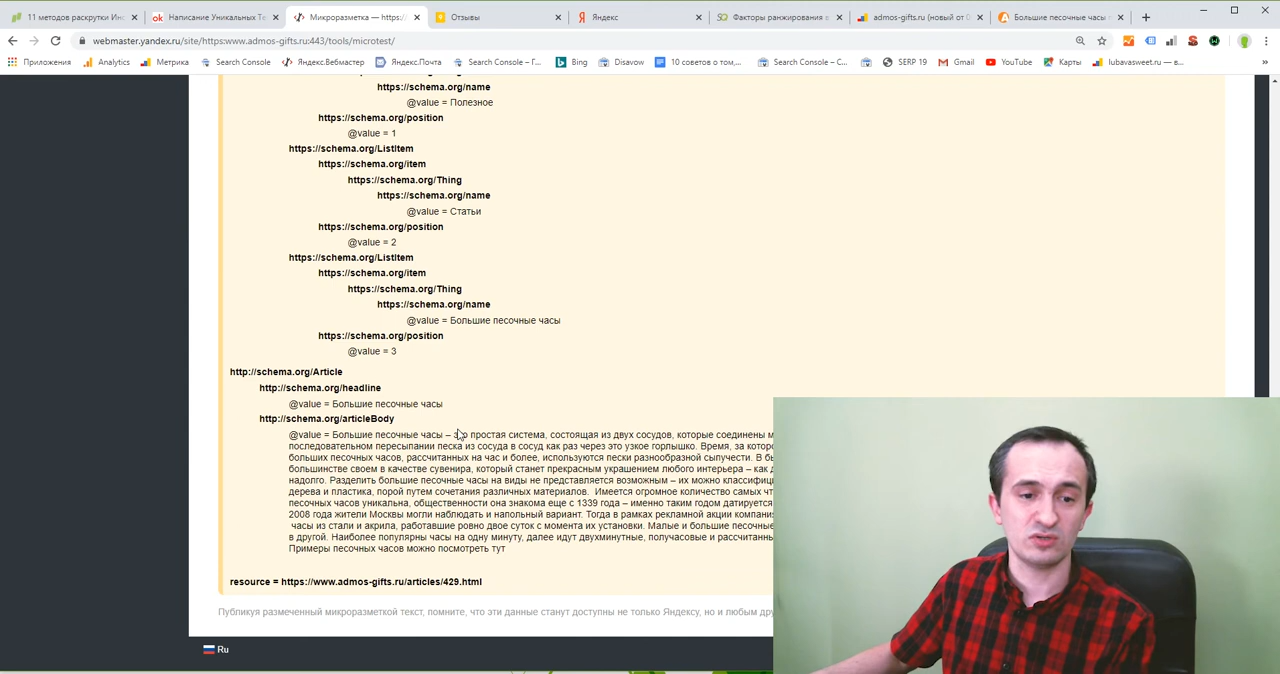 11 методов раскрутки Ин
Написание Уникальных Те
Микроразметка — https:/
Отзывы
Яндекс
Факторы ранжирования в
admos-gifts.ru (новый от
Большие песочные часы
webmaster.yandex.ru/site/https:www.admos-gifts.ru:443/tools/microtest/
Приложения
Analytics
Метрика
Search Console
Яндекс.Вебмастер
Яндекс.Почта
Search Console – Г...
Bing
Disavow
10 советов о том,...
Search Console – С...
SERP 19
Gmail
YouTube
Карты
lubavasweet.ru — в...
»
https://schema.org/name
@value = Полезное
https://schema.org/position
@value = 1
https://schema.org/ListItem
https://schema.org/item
https://schema.org/Thing
https://schema.org/name
@value = Статьи
https://schema.org/position
@value = 2
https://schema.org/ListItem
https://schema.org/item
https://schema.org/Thing
https://schema.org/name
@value = Большие песочные часы
https://schema.org/position
@value = 3
http://schema.org/Article
http://schema.org/headline
@value = Большие песочные часы
http://schema.org/articleBody
@value = Большие песочные часы – это простая система, состоящая из двух сосудов, которые соединены м
последовательном пересыпании песка из сосуда в сосуд как раз через это узкое горлышко. Время, за которо
больших песочных часов, рассчитанных на час и более, используются пески разнообразной сыпучести. В бы
большинстве своем в качестве сувенира, который станет прекрасным украшением любого интерьера – как д
надолго. Разделить большие песочные часы на виды не представляется возможным – их можно классифици
дерева и пластика, порой путем сочетания различных материалов. Имеется огромное количество самых чт
песочных часов уникальна, общественности она знакома еще с 1339 года – именно таким годом датируется
2008 года жители Москвы могли наблюдать и напольный вариант. Тогда в рамках рекламной акции компани
часы из стали и акрила, работавшие ровно двое суток с момента их установки. Малые и большие песочные
в другой. Наиболее популярны часы на одну минуту, далее идут двухминутные, получасовые и рассчитанны
Примеры песочных часов можно посмотреть тут
resource = https://www.admos-gifts.ru/articles/429.html
Публикуя размеченный микроразметкой текст, помните, что эти данные станут доступны не только Яндексу, но и любым дру
Ru